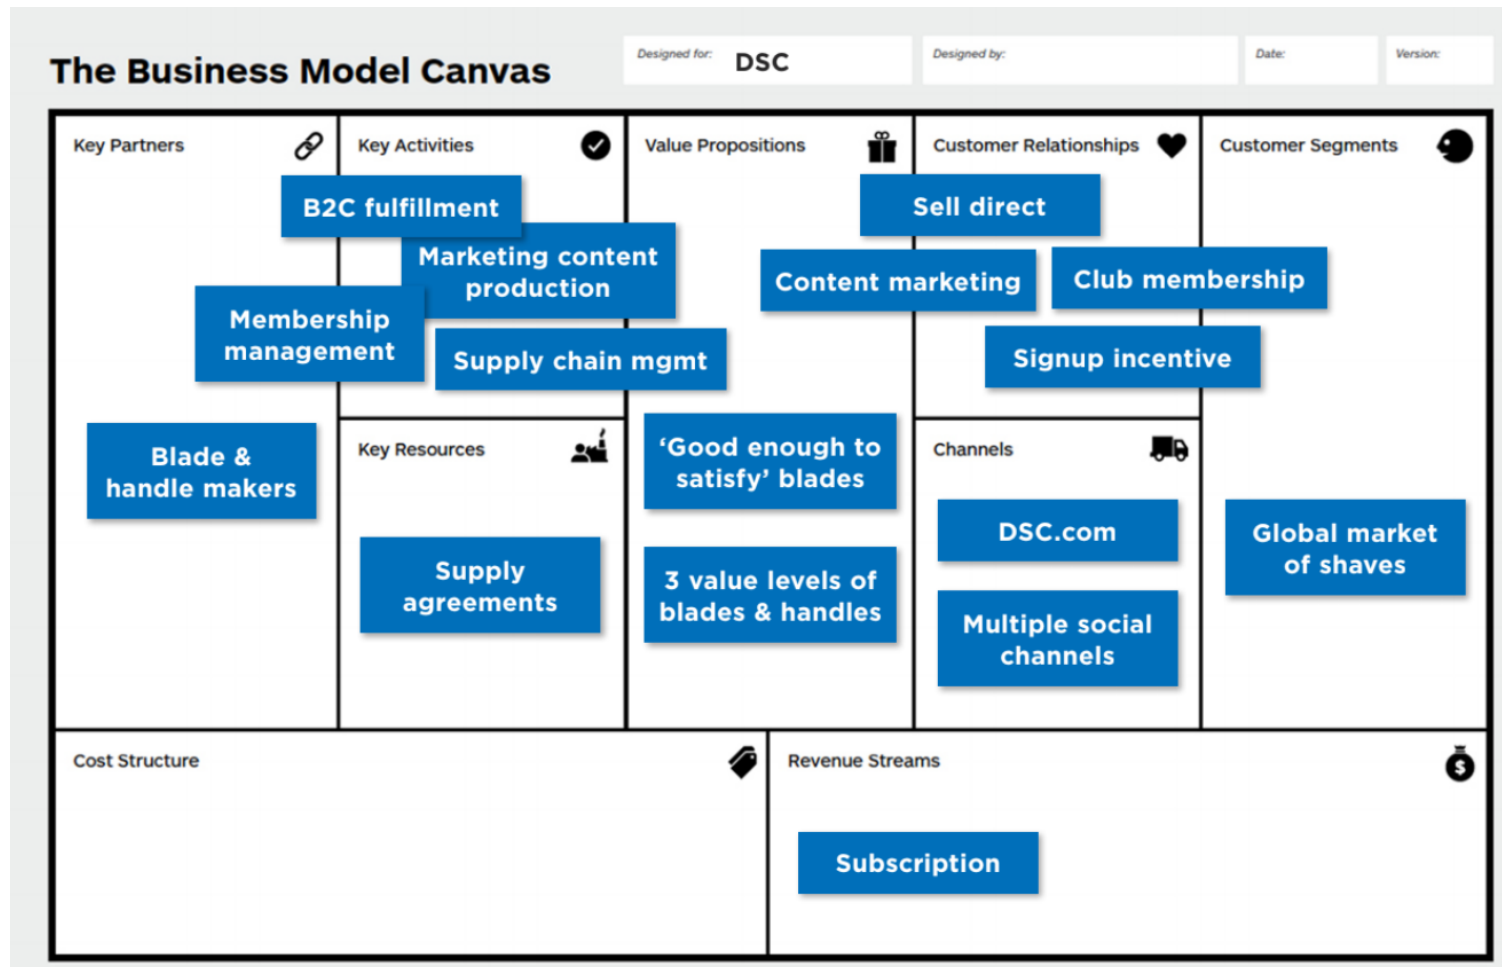 The Business Model Canvas
Designed for:
DSC
Designed by:
Date:
Version:
Key Partners
Key Activities
Value Propositions
Customer Relationships
Customer Segments
B2C fulfillment
Marketing content
production
Membership
management
Supply chain mgmt
Sell direct
Content marketing
Club membership
Signup incentive
Blade &
handle makers
Key Resources
Supply
agreements
‘Good enough to
satisfy’ blades
3 value levels of
blades & handles
Channels
DSC.com
Multiple social
channels
Global market
of shaves
Cost Structure
Revenue Streams
$
Subscription